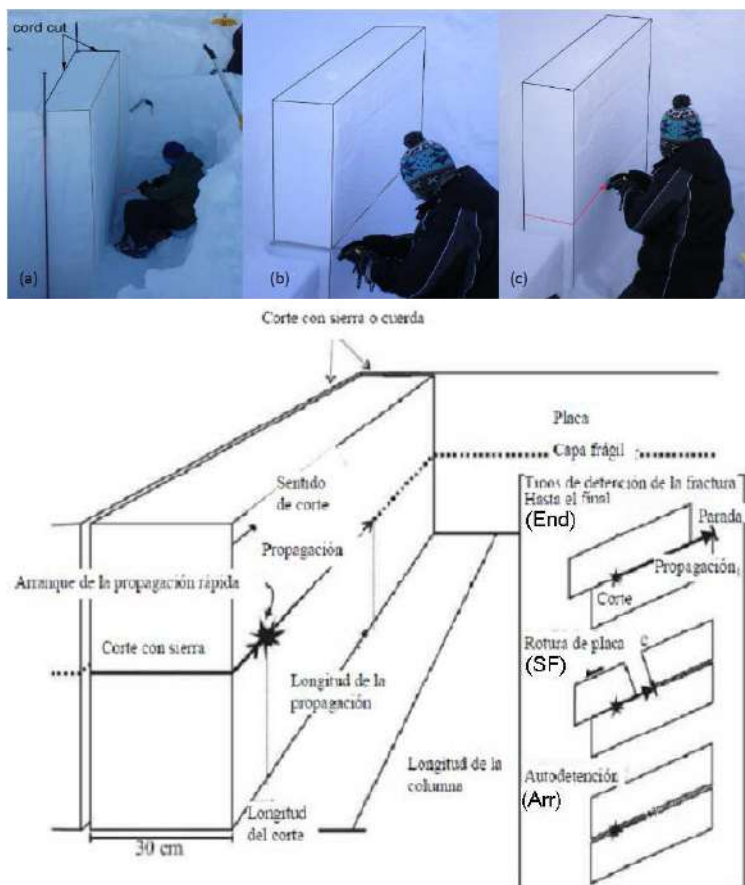 cord cut
(a)
(b)
(c)
Corte con sierra o cuerda
Placa
Capa frágil
Sentido
de corte
Propagación
Arranque de la propagación rápida
Corte con sierra
Longitud de la
propagación
Longitud de la
columna
Longitud
del corte
30 cm
Tipos de detención de la fractura
Hasta el final
(End)
Parada
Propagación
Corte
Rotura de placa
(SF)
Autodetención
(Arr)